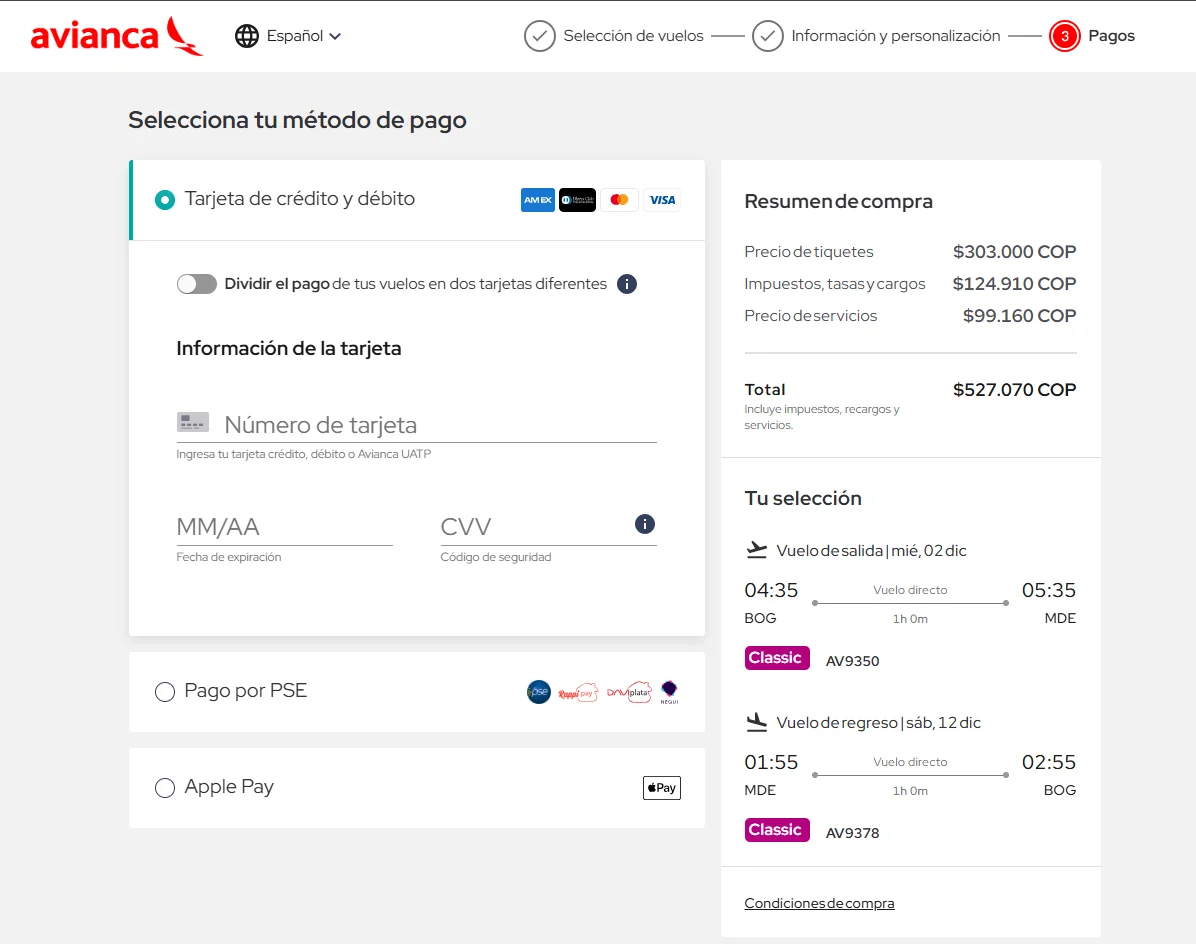 avianca
Español
Selección de vuelos
Información y personalización
3
Pagos
Selecciona tu método de pago
Tarjeta de crédito y débito
AMEX
VISA
Dividir el pago de tus vuelos en dos tarjetas diferentes
Información de la tarjeta
Número de tarjeta
Ingresa tu tarjeta crédito, débito o Avianca UATP
MM/AA
Fecha de expiración
CVV
Código de seguridad
Pago por PSE
pse
Rappi pay
DAVIplata
NEQUI
Apple Pay
Pay
Resumen de compra
Precio de tiquetes $303.000 COP
Impuestos, tasas y cargos $124.910 COP
Precio de servicios $99.160 COP
Total $527.070 COP
Incluye impuestos, recargos y
servicios.
Tu selección
Vuelo de salida | mié, 02 dic
04:35 Vuelo directo 05:35
BOG 1h 0m MDE
Classic AV9350
Vuelo de regreso | sáb, 12 dic
01:55 Vuelo directo 02:55
MDE 1h 0m BOG
Classic AV9378
Condiciones de compra